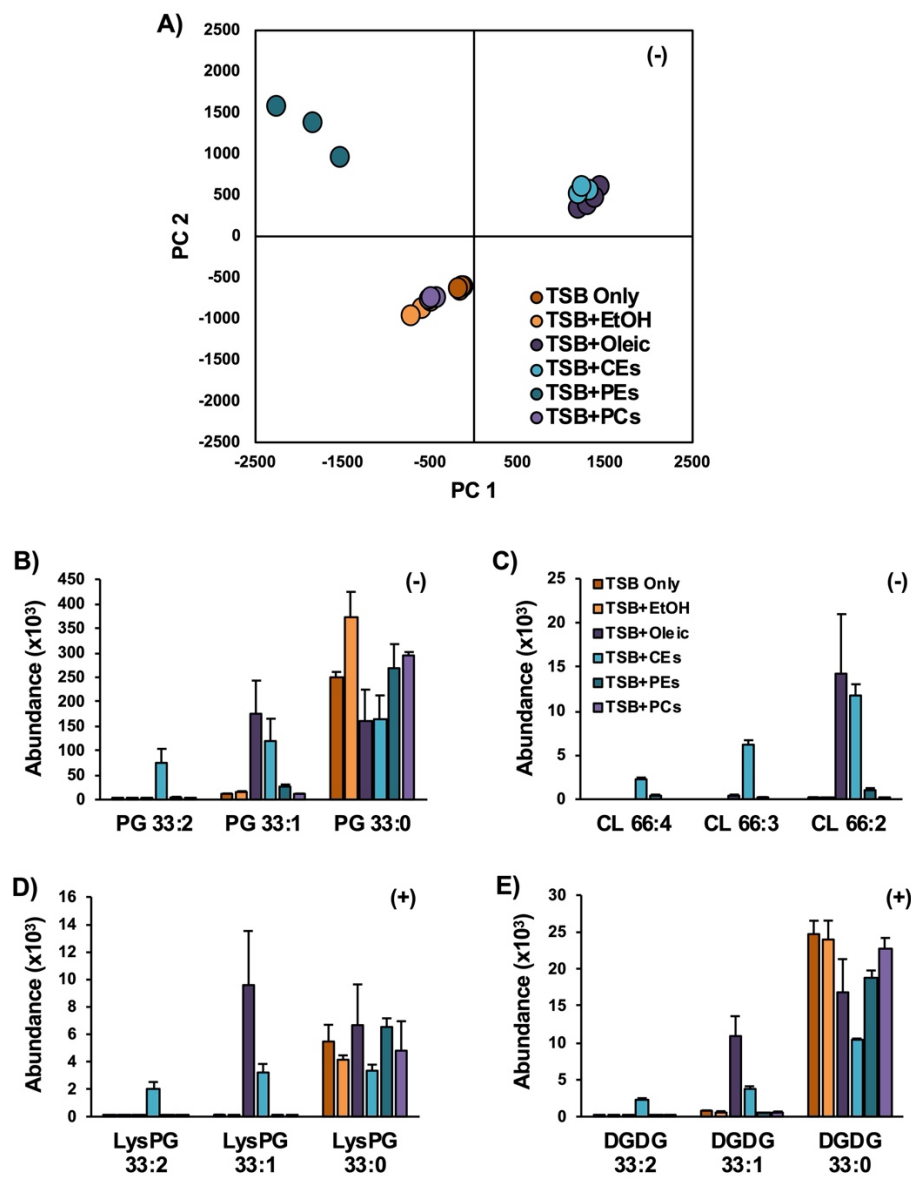 A)
(-)
2500
2000
1500
1000
500
0
-500
-1000
-1500
-2000
-2500
PC 2
-2500 -1500 -500 500 1500 2500
PC 1
TSB Only
TSB+EtOH
TSB+Oleic
TSB+CEs
TSB+PEs
TSB+PCs
B)
(-)
Abundance (x10³)
450
400
350
300
250
200
150
100
50
0
PG 33:2 PG 33:1 PG 33:0
C)
(-)
Abundance (x10³)
25
20
15
10
5
0
TSB Only
TSB+EtOH
TSB+Oleic
TSB+CEs
TSB+PEs
TSB+PCs
CL 66:4 CL 66:3 CL 66:2
D)
(+)
Abundance (x10³)
16
14
12
10
8
6
4
2
0
LysPG LysPG LysPG
33:2 33:1 33:0
E)
(+)
Abundance (x10³)
30
25
20
15
10
5
0
DGDG DGDG DGDG
33:2 33:1 33:0